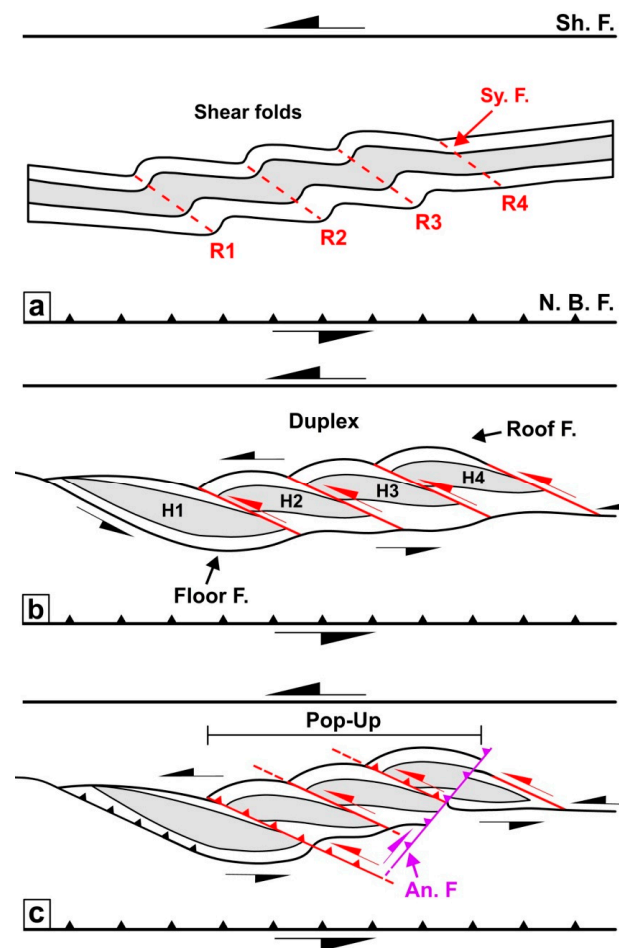 Sh. F.
Shear folds
Sy. F.
R1
R2
R3
R4
a
N. B. F.
Duplex
Roof F.
H1
H2
H3
H4
Floor F.
b
Pop-Up
An. F
c